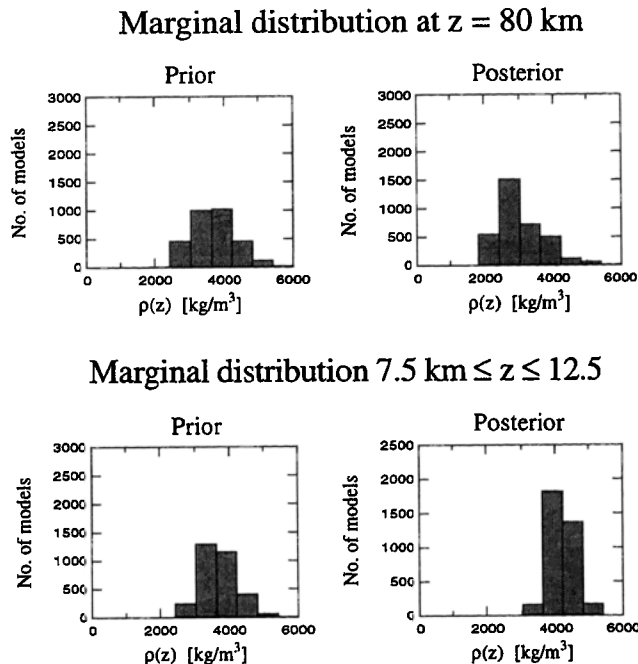 Marginal distribution at z = 80 km
Prior
Posterior
No. of models
3000
2500
2000
1500
1000
500
0
0 2000 4000 6000
ρ(z) [kg/m³]
No. of models
3000
2500
2000
1500
1000
500
0
0 2000 4000 6000
ρ(z) [kg/m³]
Marginal distribution 7.5 km ≤ z ≤ 12.5
Prior
Posterior
No. of models
3000
2500
2000
1500
1000
500
0
0 2000 4000 6000
ρ(z) [kg/m³]
No. of models
2500
2000
1500
1000
500
0
0 2000 4000 6000
ρ(z) [kg/m³]